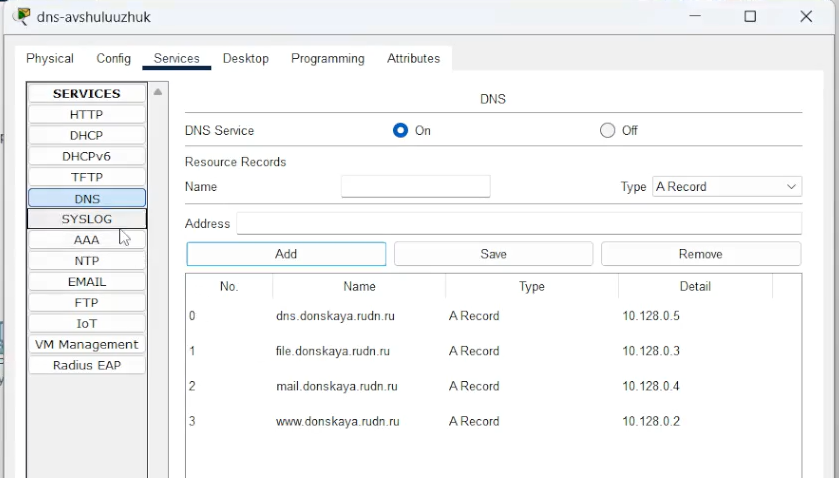 dns-avshuluuzhuk
Physical Config Services Desktop Programming Attributes
SERVICES
HTTP
DHCP
DHCPv6
TFTP
DNS
SYSLOG
AAA
NTP
EMAIL
FTP
IoT
VM Management
Radius EAP
DNS
DNS Service On Off
Resource Records
Name Type A Record
Address
Add Save Remove
No. Name Type Detail
0 dns.donskaya.rudn.ru A Record 10.128.0.5
1 file.donskaya.rudn.ru A Record 10.128.0.3
2 mail.donskaya.rudn.ru A Record 10.128.0.4
3 www.donskaya.rudn.ru A Record 10.128.0.2